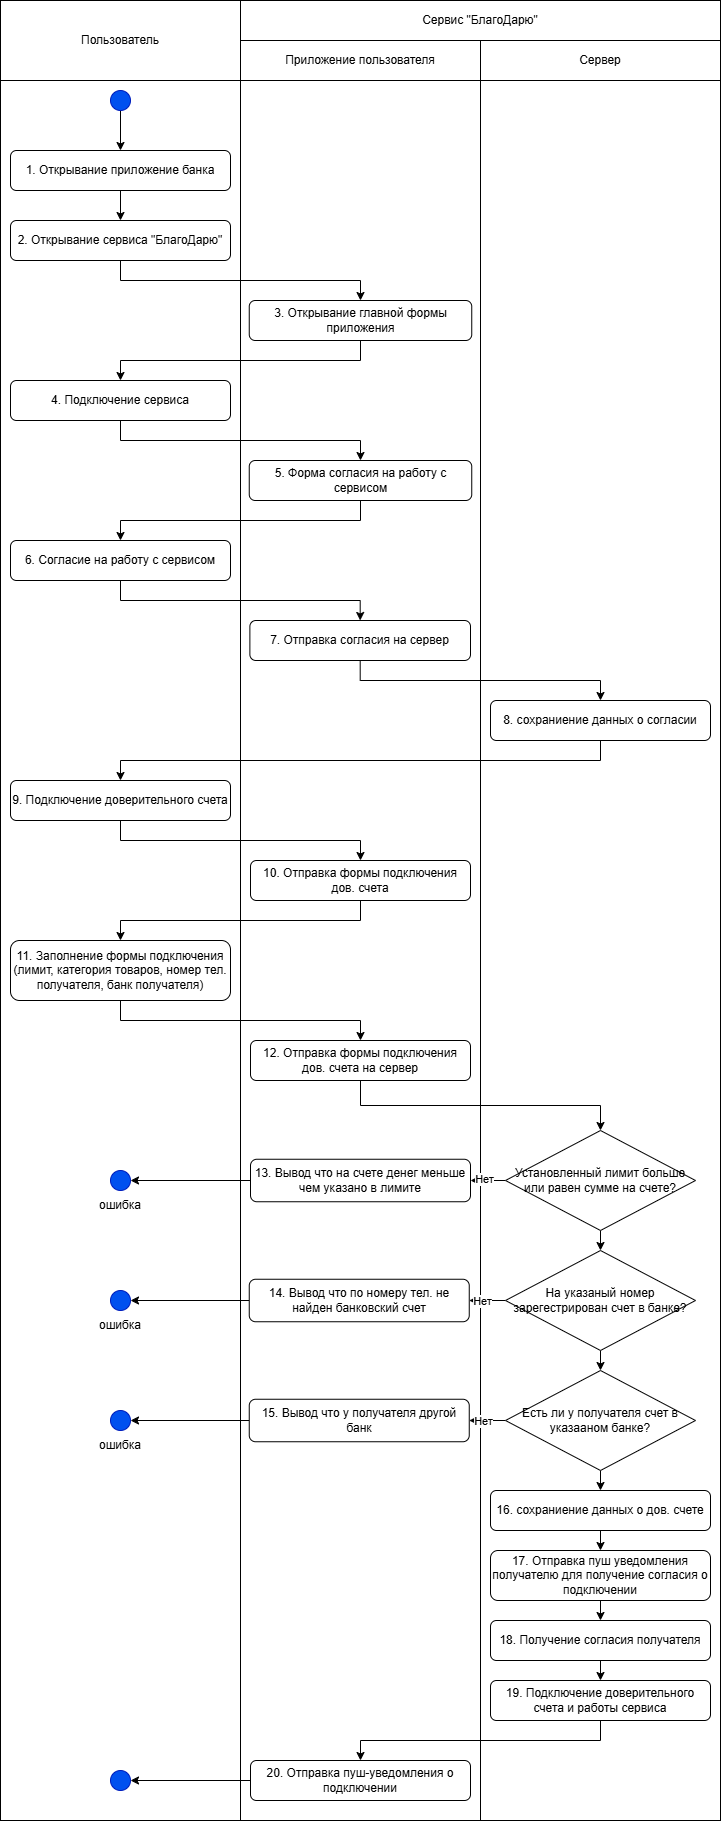 Пользователь
Сервис "БлагоДарю"
Приложение пользователя
Сервер
1. Открывание приложение банка
2. Открывание сервиса "БлагоДарю"
3. Открывание главной формы
приложения
4. Подключение сервиса
5. Форма согласия на работу с
сервисом
6. Согласие на работу с сервисом
7. Отправка согласия на сервер
8. сохраниение данных о согласии
9. Подключение доверительного счета
10. Отправка формы подключения
дов. счета
11. Заполнение формы подключения
(лимит, категория товаров, номер тел.
получателя, банк получателя)
12. Отправка формы подключения
дов. счета на сервер
Установленный лимит больше
или равен сумме на счете?
Нет
13. Вывод что на счете денег меньше
чем указано в лимите
ошибка
На указаный номер
зарегестрирован счет в банке?
Нет
14. Вывод что по номеру тел. не
найден банковский счет
ошибка
Есть ли у получателя счет в
указааном банке?
Нет
15. Вывод что у получателя другой
банк
ошибка
16. сохраниение данных о дов. счете
17. Отправка пуш уведомления
получателю для получение согласия о
подключении
18. Получение согласия получателя
19. Подключение доверительного
счета и работы сервиса
20. Отправка пуш-уведомления о
подключении